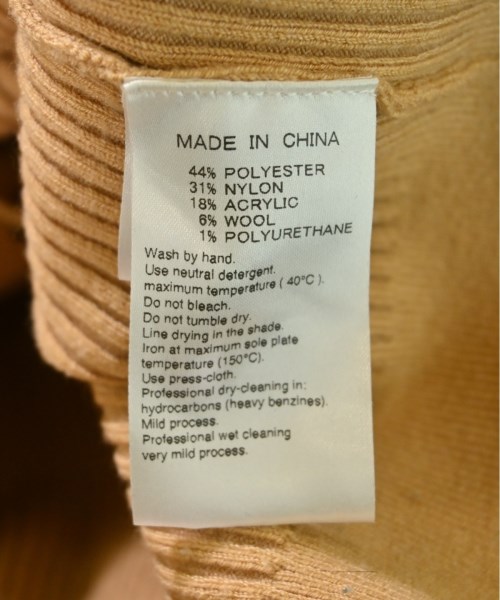 MADE IN CHINA
44% POLYESTER
31% NYLON
18% ACRYLIC
6% WOOL
1% POLYURETHANE
Wash by hand.
Use neutral detergent.
maximum temperature ( 40°C ).
Do not bleach.
Do not tumble dry.
Line drying in the shade.
Iron at maximum sole plate
temperature (150°C).
Use press-cloth.
Professional dry-cleaning in:
hydrocarbons (heavy benzines).
Mild process.
Professional wet cleaning
very mild process.